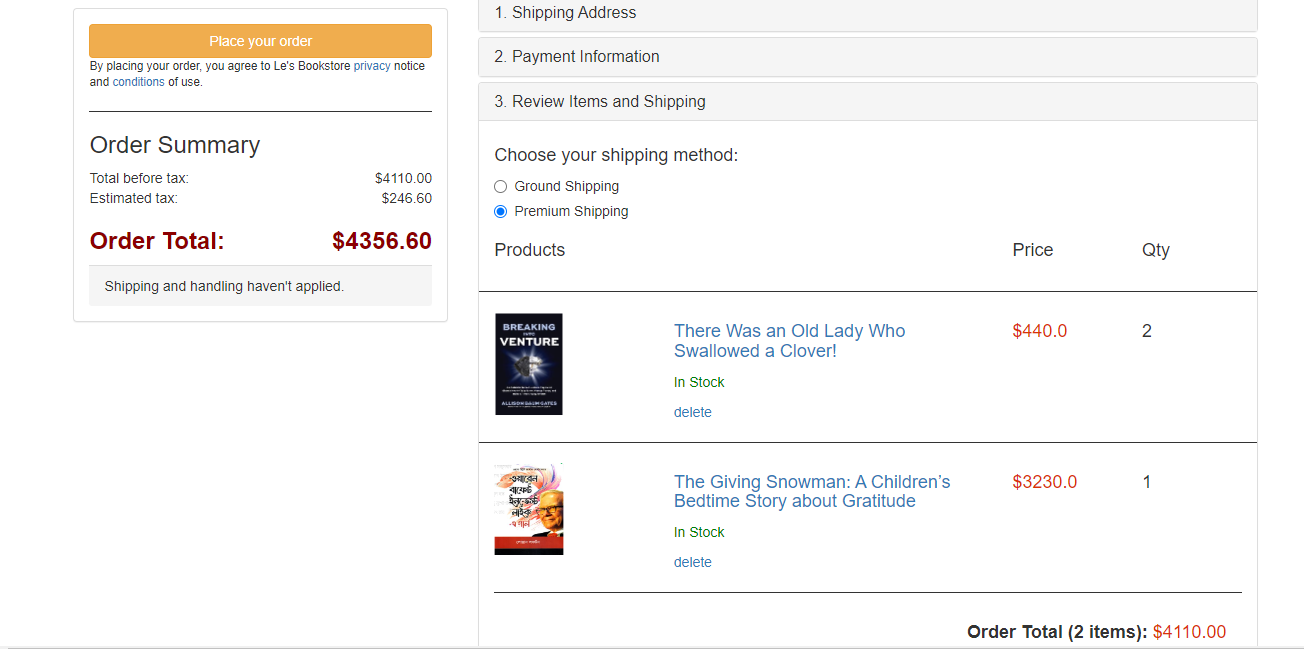 Place your order
By placing your order, you agree to Le's Bookstore privacy notice
and conditions of use.
Order Summary
Total before tax: $4110.00
Estimated tax: $246.60
Order Total: $4356.60
Shipping and handling haven't applied.
1. Shipping Address
2. Payment Information
3. Review Items and Shipping
Choose your shipping method:
Ground Shipping
Premium Shipping
Products Price Qty
BREAKING
INTO
VENTURE
ALLISON BAUM GATES
There Was an Old Lady Who
Swallowed a Clover!
$440.0 2
In Stock
delete
ওয়ারেন
বাফেট
The Giving Snowman: A Children's
Bedtime Story about Gratitude
$3230.0 1
In Stock
delete
Order Total (2 items): $4110.00